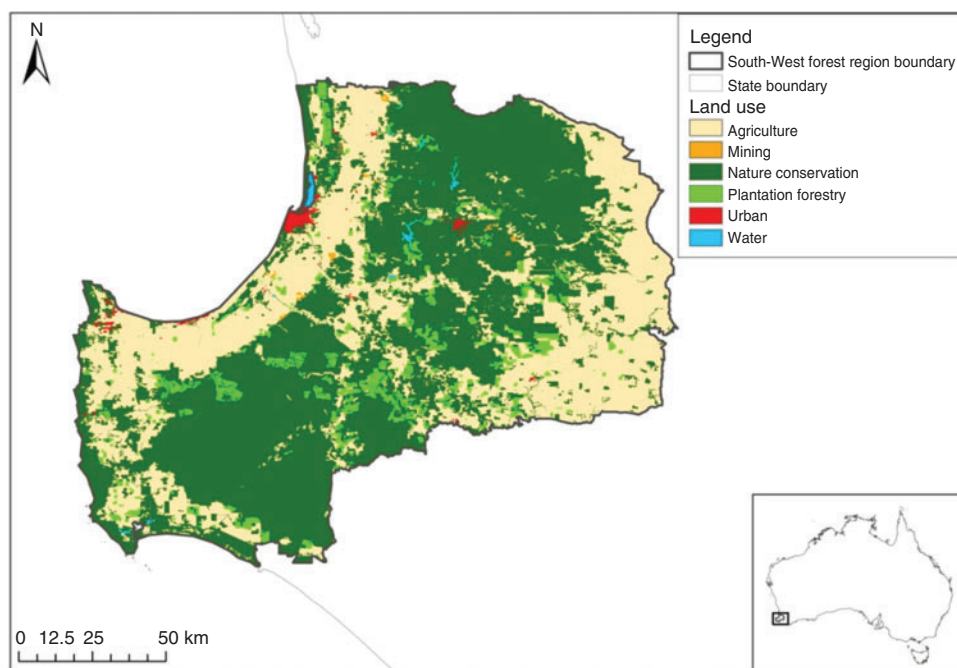 N
Legend
South-West forest region boundary
State boundary
Land use
Agriculture
Mining
Nature conservation
Plantation forestry
Urban
Water
0 12.5 25 50 km